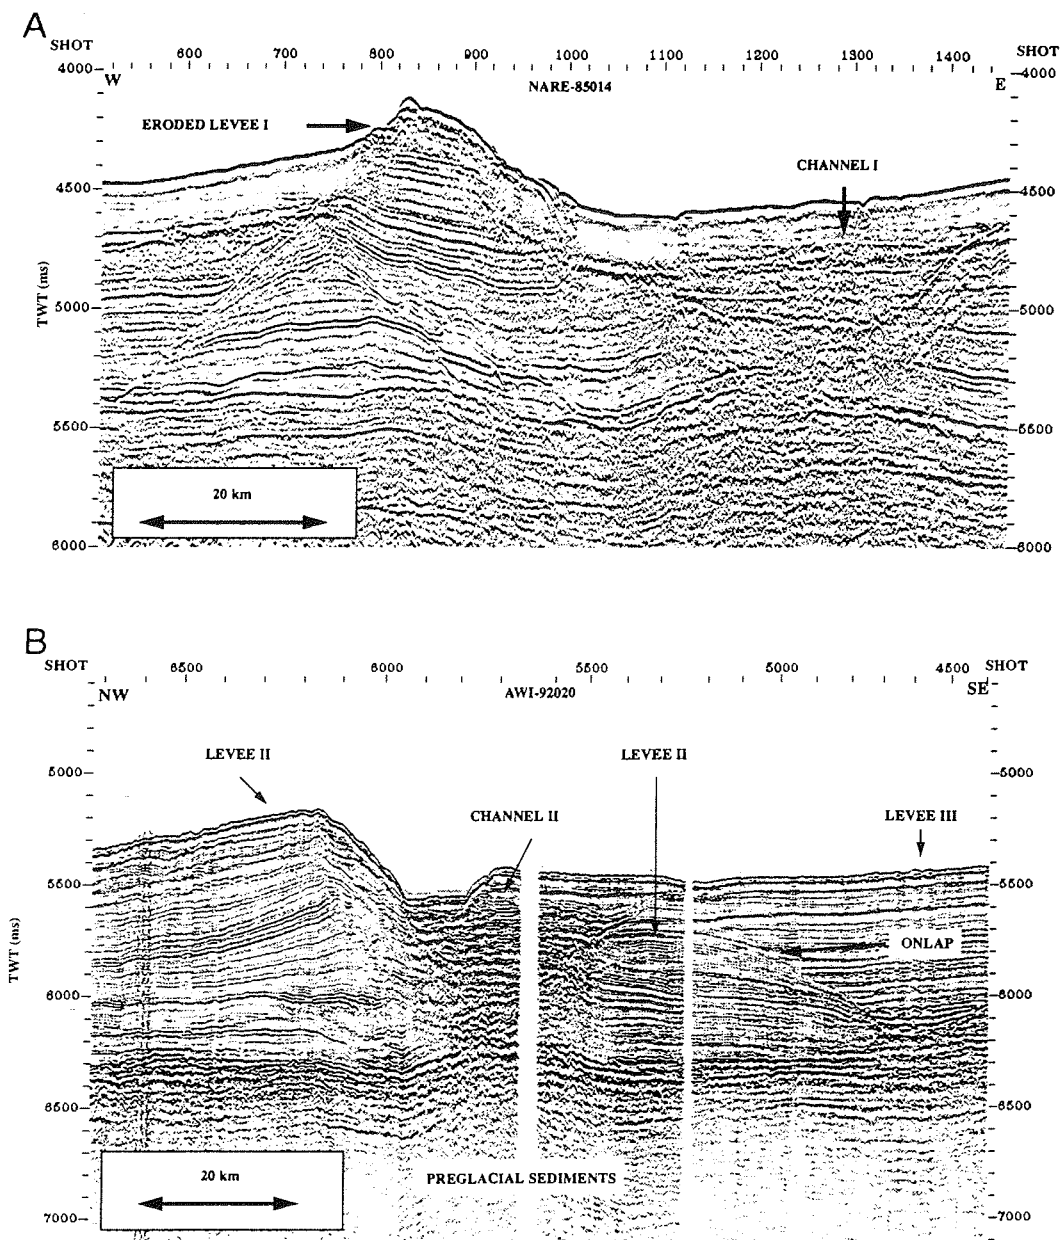 A
SHOT 600 700 800 900 1000 1100 1200 1300 1400 SHOT
4000 W NARE-85014 E 4000
ERODED LEVEE I
CHANNEL I
4500 4500
TWT (ms)
5000 5000
5500 5500
20 km
6000 6000
B
SHOT 6500 6000 5500 5000 4600 SHOT
NW AWI-92020 SE
LEVEE II LEVEE II
5000 5000
CHANNEL II LEVEE III
5500 5500
ONLAP
TWT (ms)
6000 6000
6500 6500
20 km PREGLACIAL SEDIMENTS
7000 7000